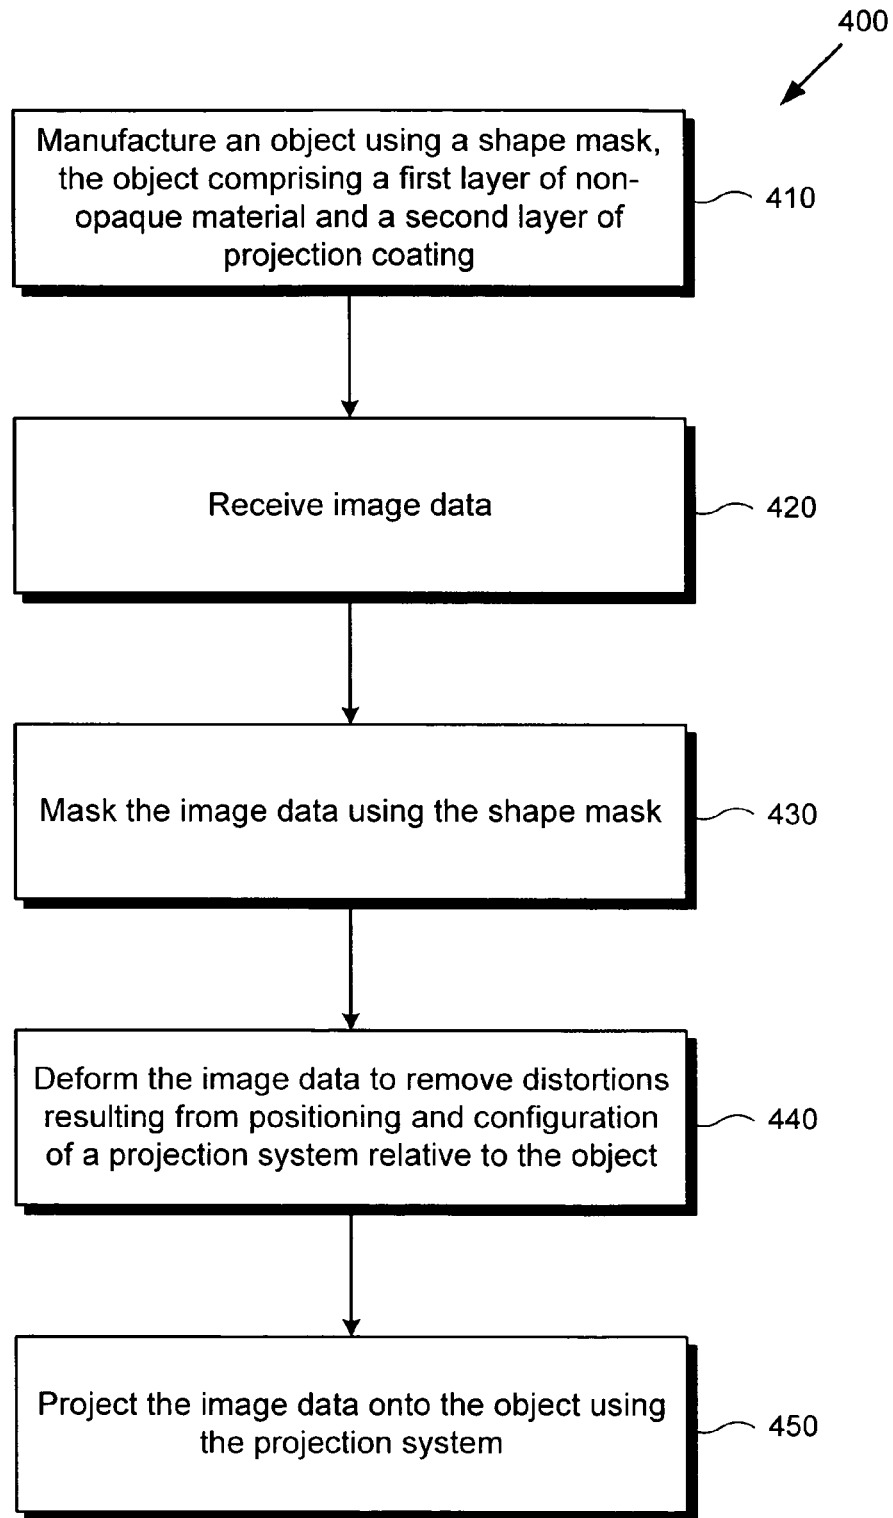 400
Manufacture an object using a shape mask,
the object comprising a first layer of non-
opaque material and a second layer of
projection coating
410
Receive image data
420
Mask the image data using the shape mask
430
Deform the image data to remove distortions
resulting from positioning and configuration
of a projection system relative to the object
440
Project the image data onto the object using
the projection system
450